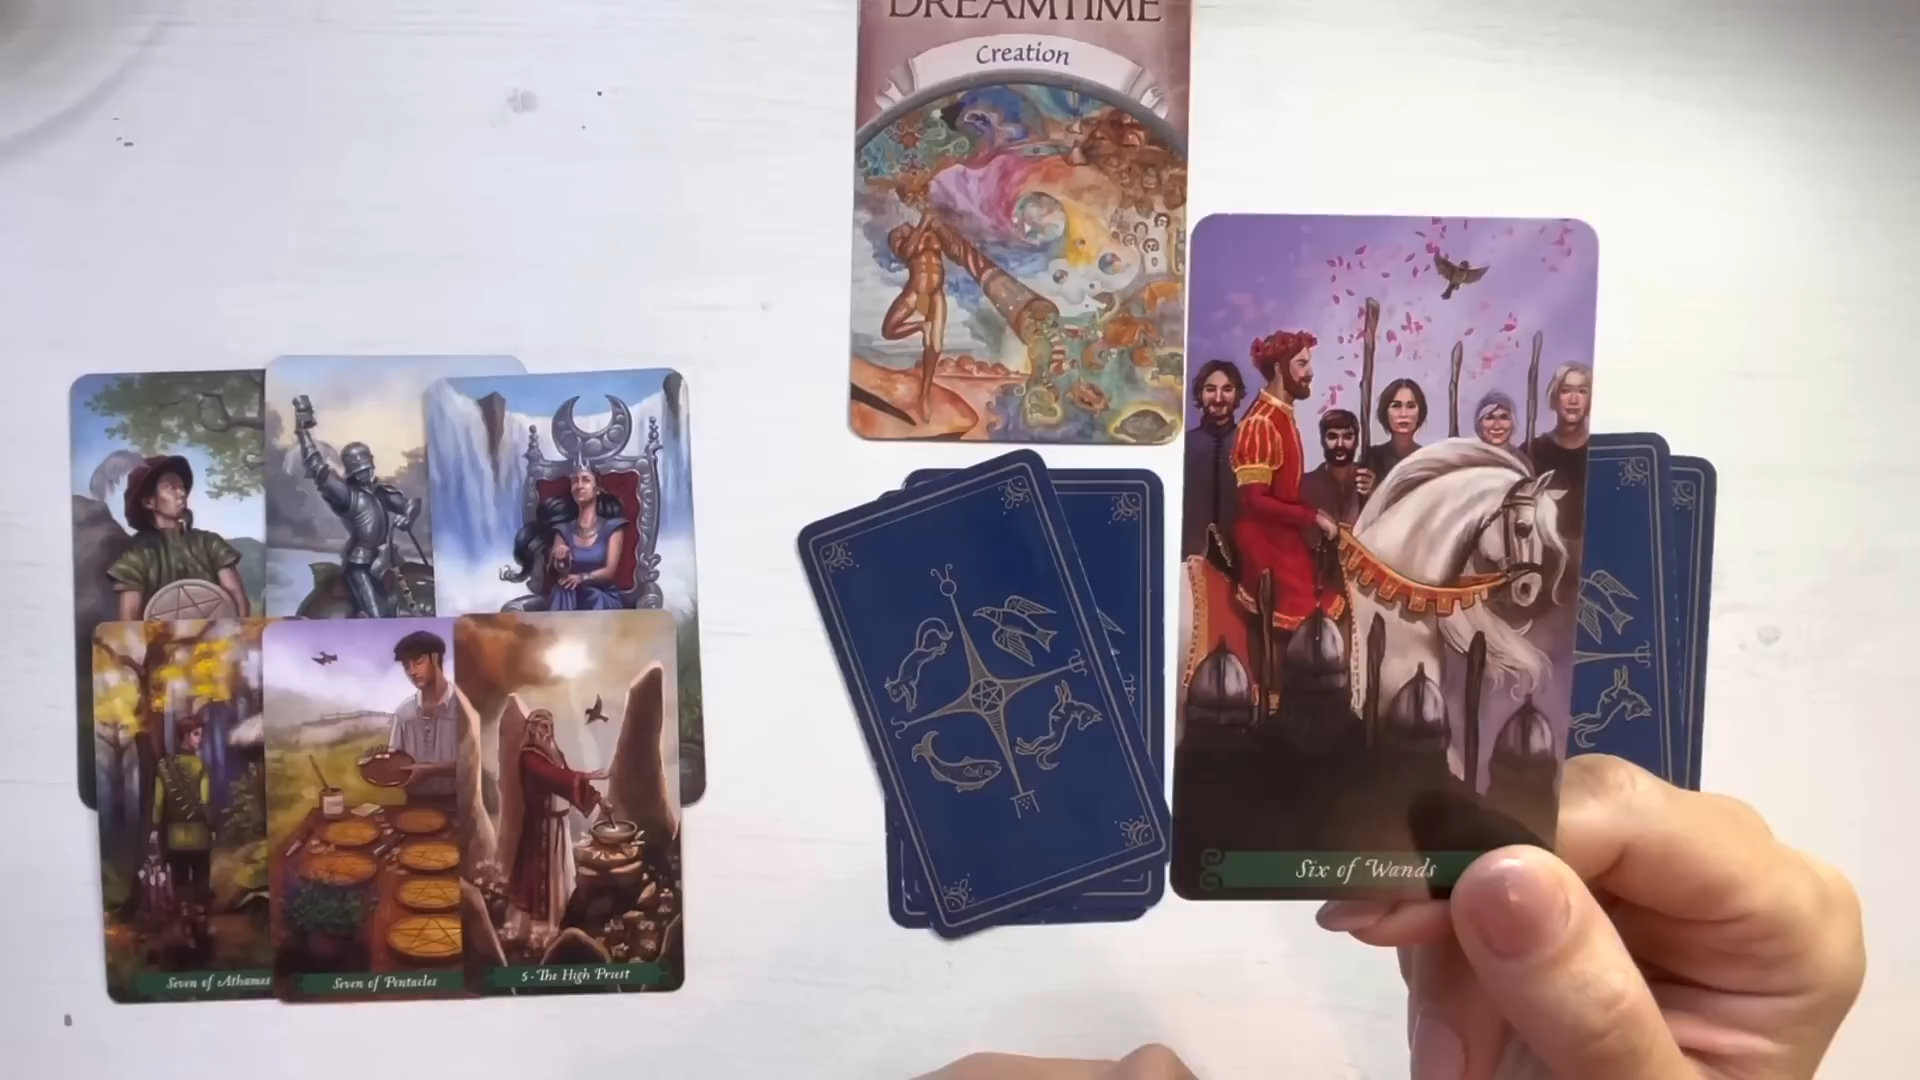 DREAMTIME
Creation
Six of Wands
Seven of Athames
Seven of Pentacles
5 - The High Priest